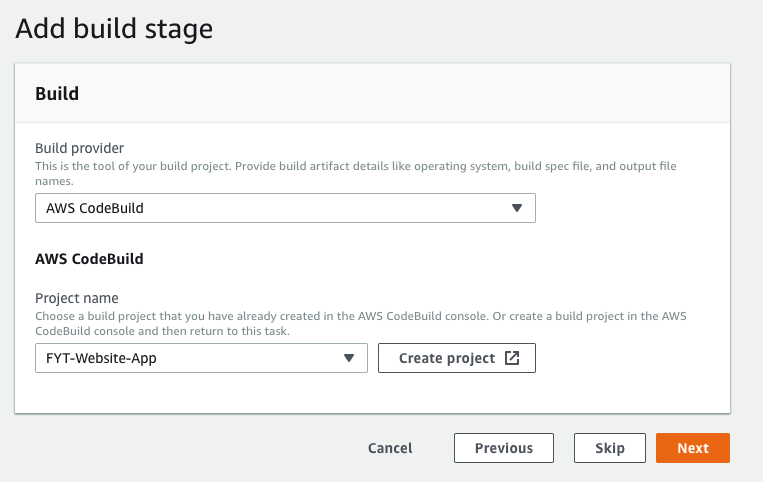 Add build stage
Build
Build provider
This is the tool of your build project. Provide build artifact details like operating system, build spec file, and output file
names.
AWS CodeBuild
AWS CodeBuild
Project name
Choose a build project that you have already created in the AWS CodeBuild console. Or create a build project in the AWS
CodeBuild console and then return to this task.
FYT-Website-App
Create project
Cancel
Previous
Skip
Next